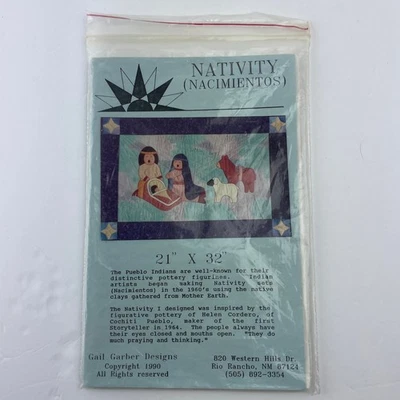 NATIVITY
(NACIMIENTOS)
21" X 32"
The Pueblo Indians are well-known for their
distinctive pottery figurines. Indian
artists began making Nativity sets
(Nacimientos) in the 1960's using the native
clays gathered from Mother Earth.
The Nativity I designed was inspired by the
figurative pottery of Helen Cordero, of
Cochiti Pueblo, maker of the first
Storyteller in 1964. The people always have
their eyes closed and mouths open. "They do
much praying and thinking."
Gail Garber Designs
Copyright 1990
All Rights reserved
820 Western Hills Dr.
Rio Rancho, NM 87124
(505) 892-3354